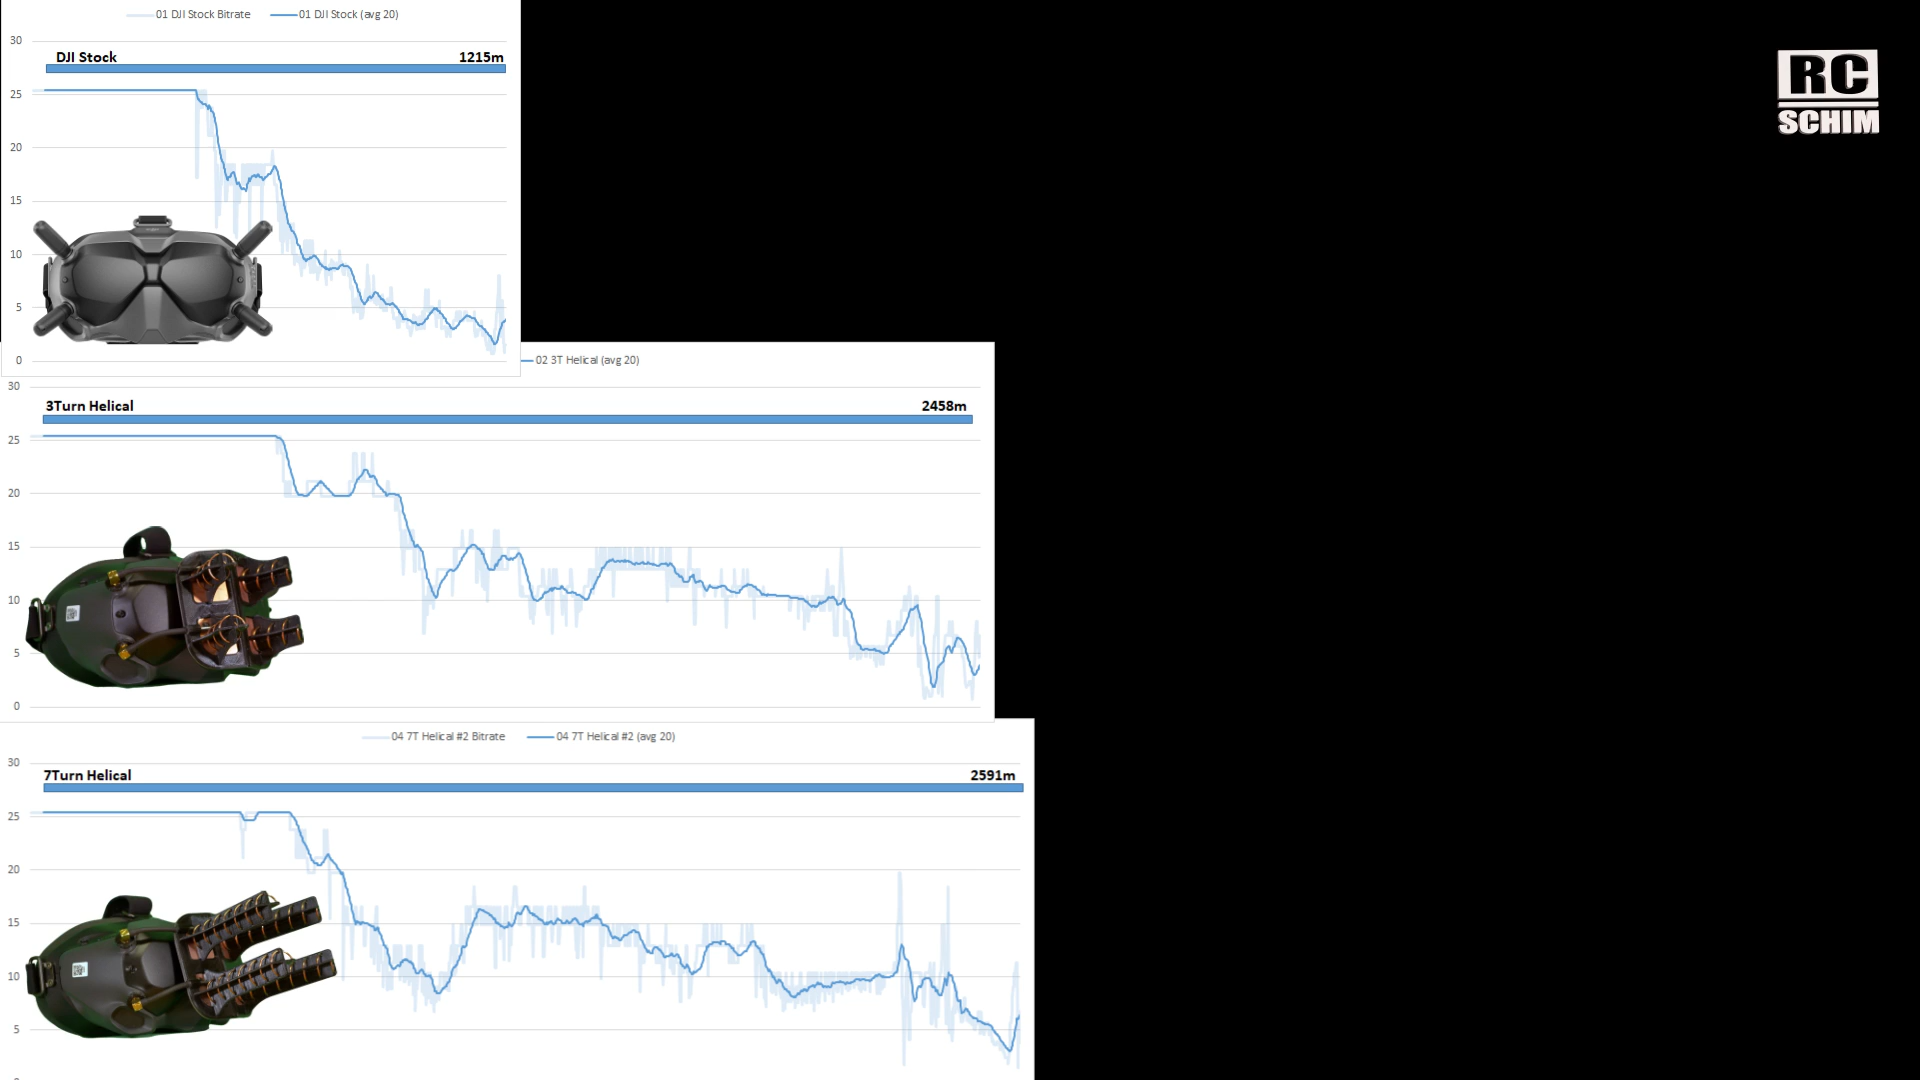 01 DJI Stock Bitrate 01 DJI Stock (avg 20)
30
DJI Stock 1215m
25
20
15
10
5
0
RC
SCHIM
02 3T Helical (avg 20)
30
3Turn Helical 2458m
25
20
15
10
5
0
04 7T Helical #2 Bitrate 04 7T Helical #2 (avg 20)
30
7Turn Helical 2591m
25
20
15
10
5